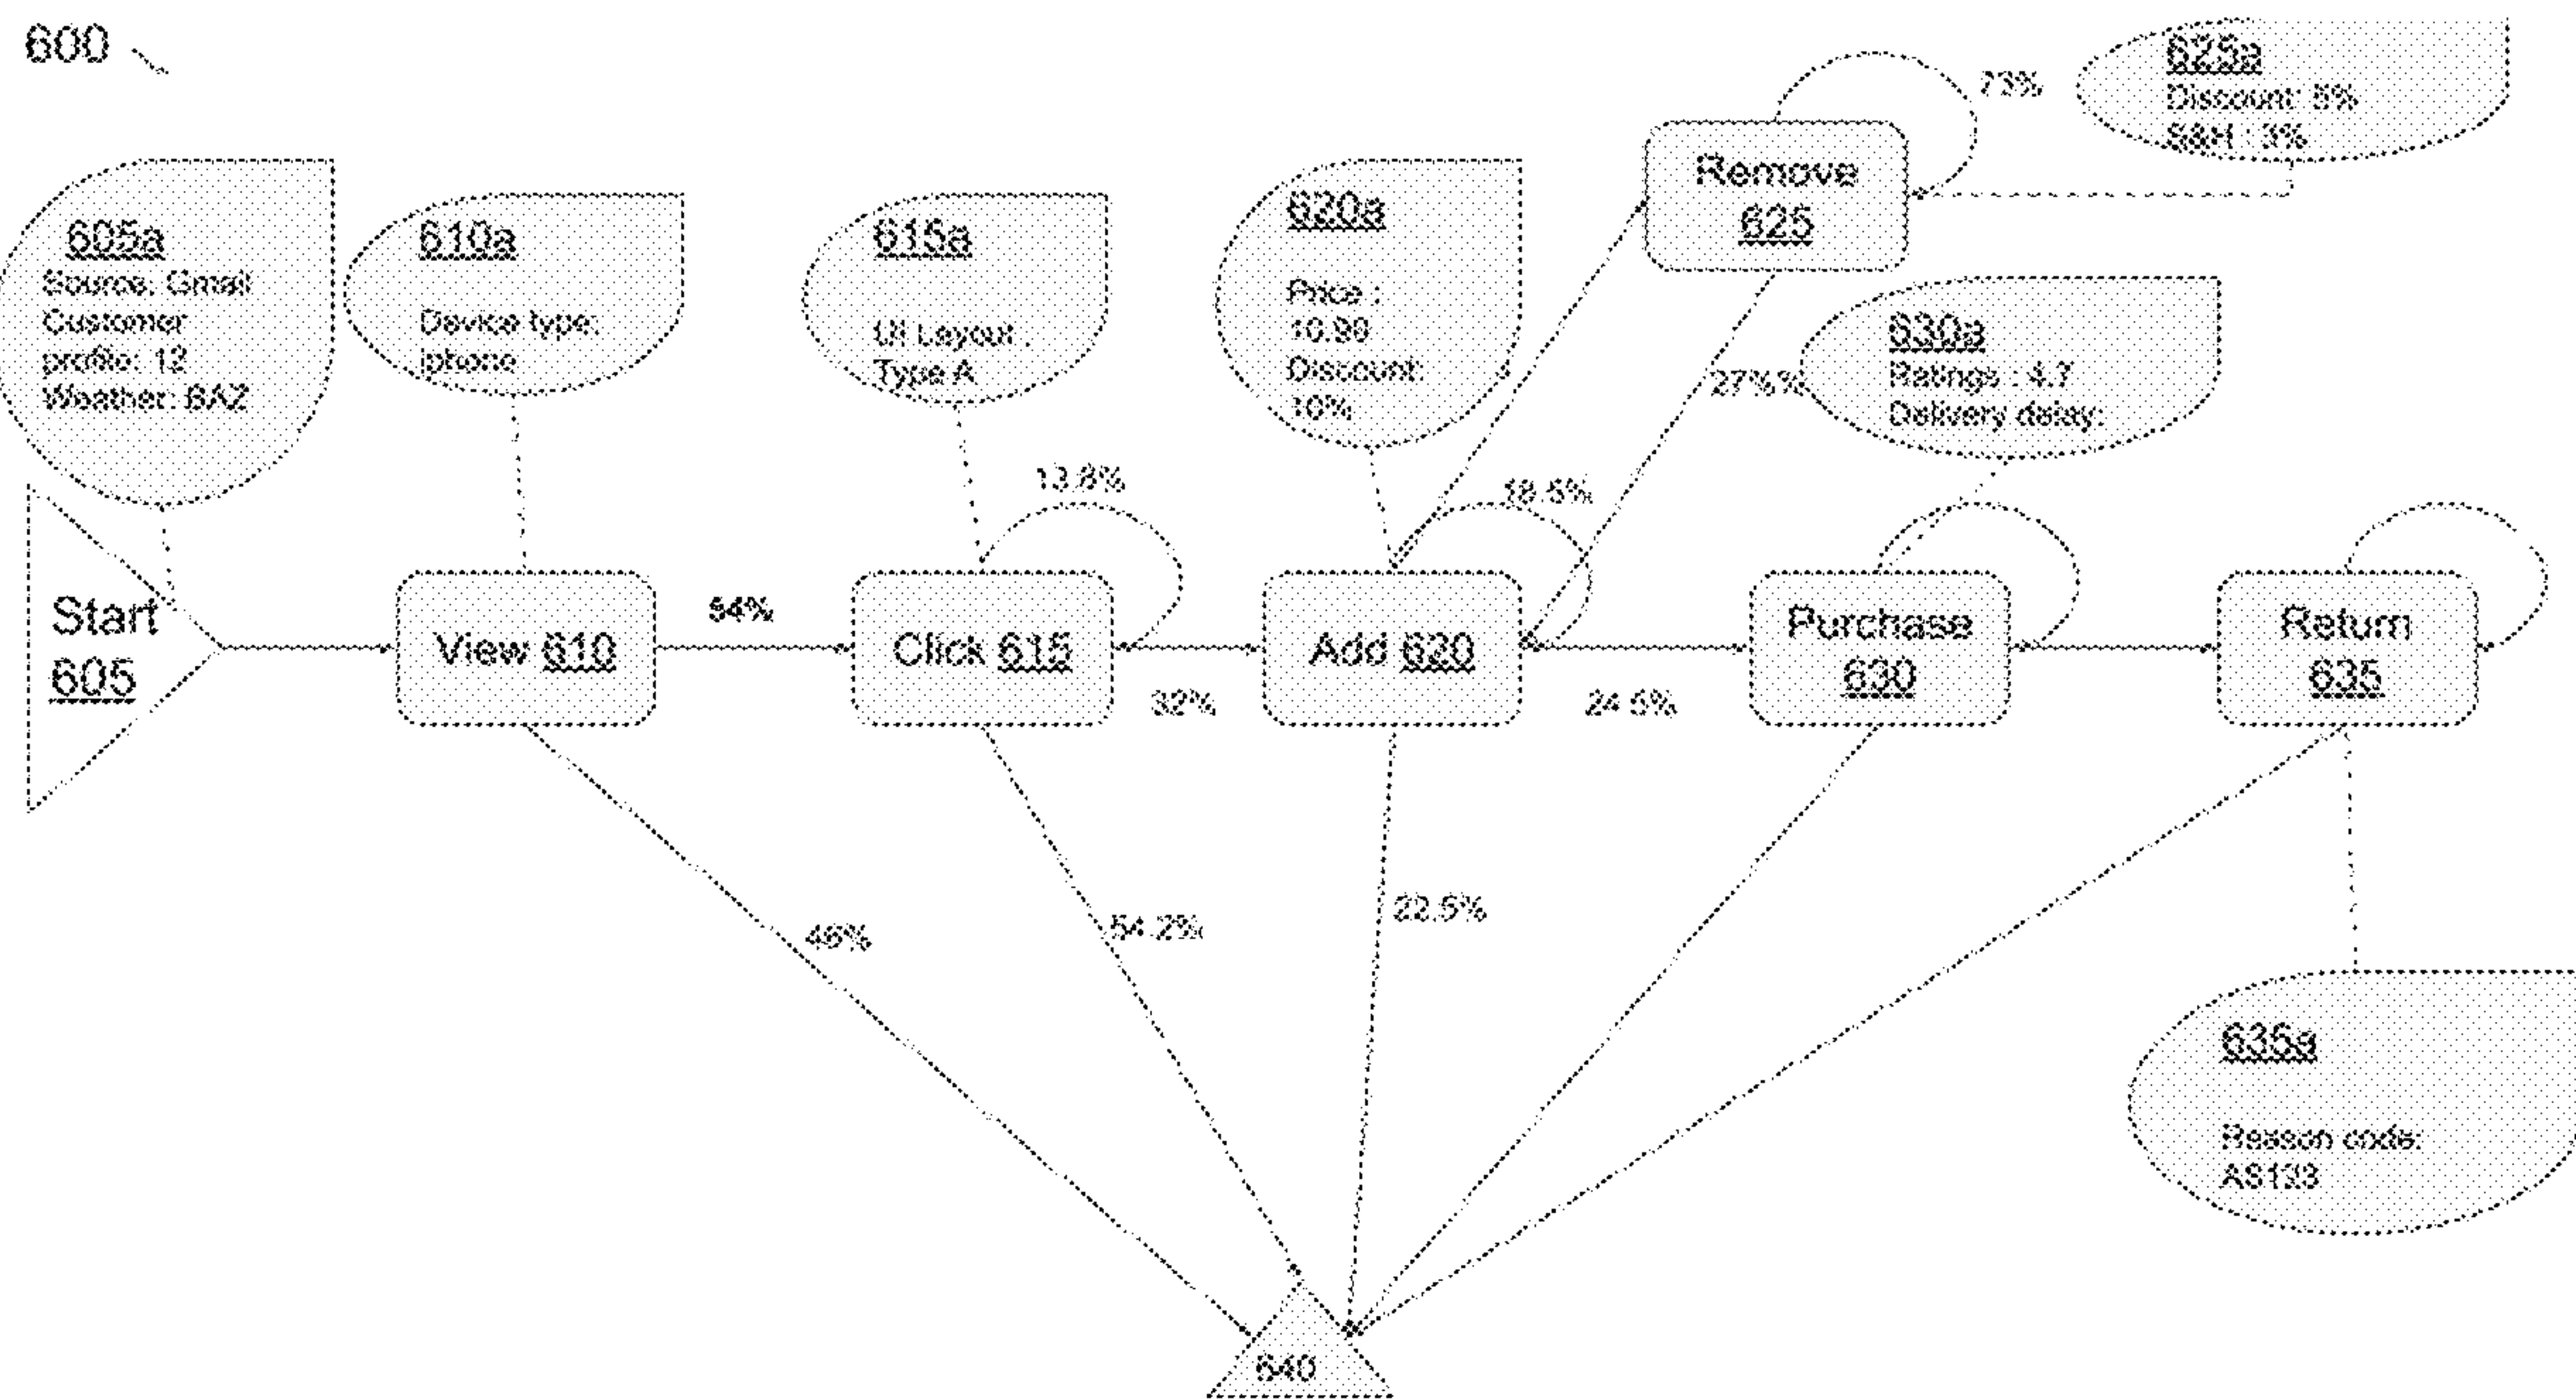 600
605a
Source: Gmail
Customer
profile: 12
Weather: BAZ
610a
Device type:
iphone
615a
UI Layout :
Type A
620a
Price :
10.99
Discount:
10%
Remove
625
73%
625a
Discount: 5%
S&H : 3%
27%%
630a
Ratings : 4.7
Delivery delay:
13.8%
18.5%
Start
605
View 610
54%
Click 615
32%
Add 620
24.5%
Purchase
630
Return
635
46%
54.2%
22.5%
635a
Reason code:
AS123
640